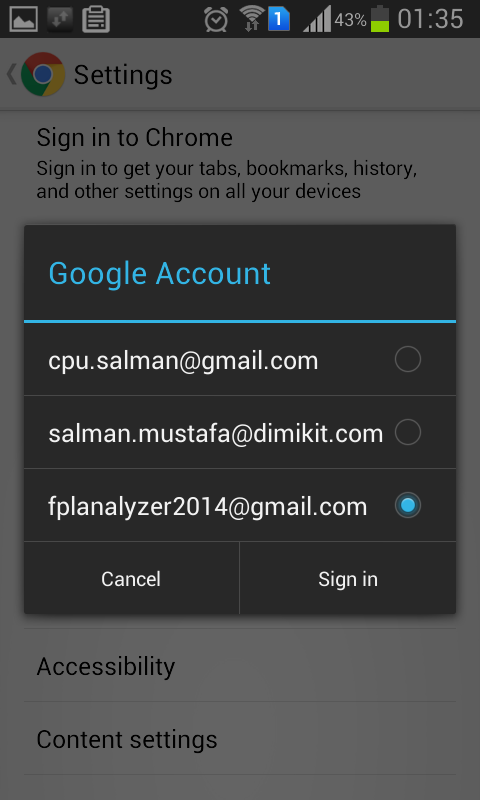 1 43% 01:35
Settings
Sign in to Chrome
Sign in to get your tabs, bookmarks, history,
and other settings on all your devices
Google Account
cpu.salman@gmail.com
salman.mustafa@dimikit.com
fplanalyzer2014@gmail.com
Cancel Sign in
Accessibility
Content settings